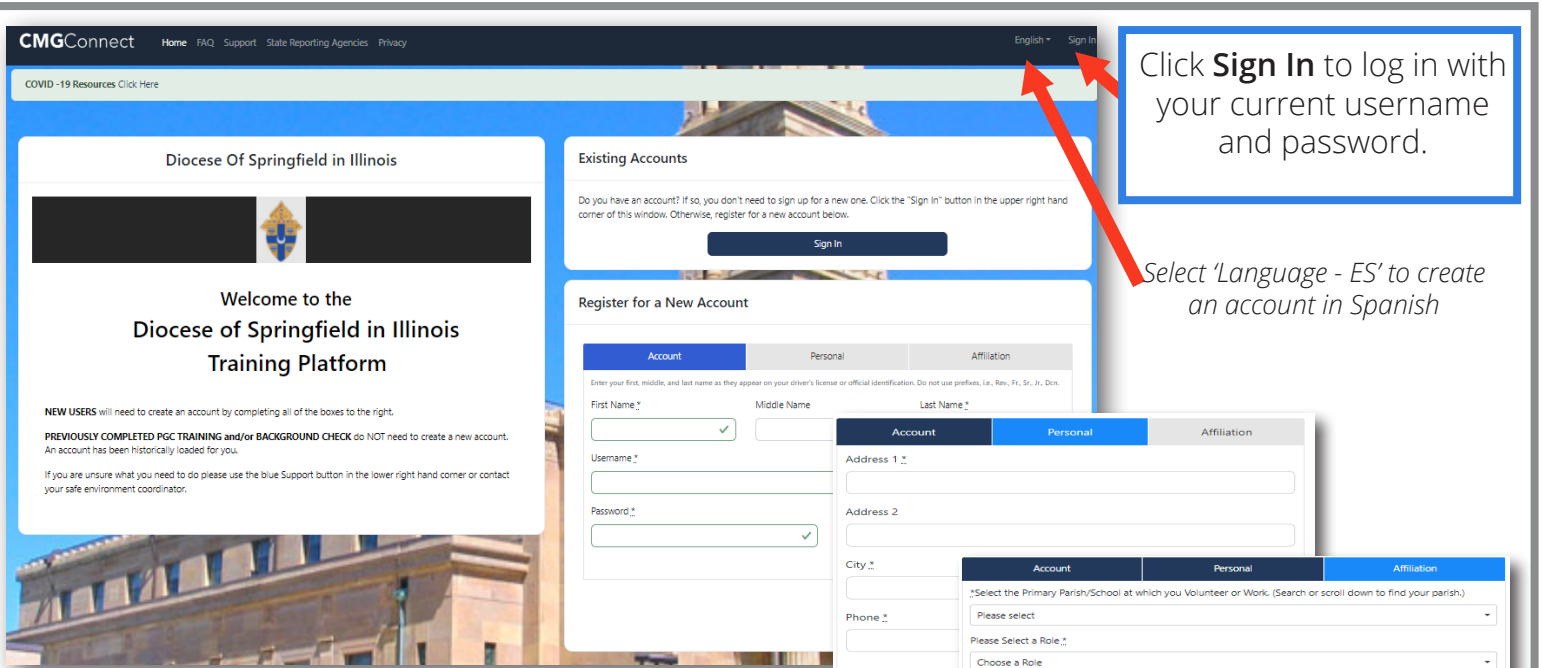 CMGConnect Home FAQ Support State Reporting Agencies Privacy English Sign In
COVID -19 Resources Click Here
Diocese Of Springfield in Illinois
Welcome to the
Diocese of Springfield in Illinois
Training Platform
NEW USERS will need to create an account by completing all of the boxes to the right.
PREVIOUSLY COMPLETED PGC TRAINING and/or BACKGROUND CHECK do NOT need to create a new account.
An account has been historically loaded for you.
If you are unsure what you need to do please use the blue Support button in the lower right hand corner or contact
your safe environment coordinator.
Existing Accounts
Do you have an account? If so, you don't need to sign up for a new one. Click the "Sign In" button in the upper right hand
corner of this window. Otherwise, register for a new account below.
Sign In
Register for a New Account
Account Personal Affiliation
Enter your first, middle, and last name as they appear on your driver's license or official identification. Do not use prefixes, i.e., Rev., Fr., Sr., Jr., Dcn.
First Name * Middle Name Last Name *
Username *
Password *
Account Personal Affiliation
Address 1 *
Address 2
City *
Phone *
Account Personal Affiliation
*Select the Primary Parish/School at which you Volunteer or Work. (Search or scroll down to find your parish.)
Please select
Please Select a Role *
Choose a Role
Click Sign In to log in with
your current username
and password.
Select ‘Language - ES’ to create
an account in Spanish